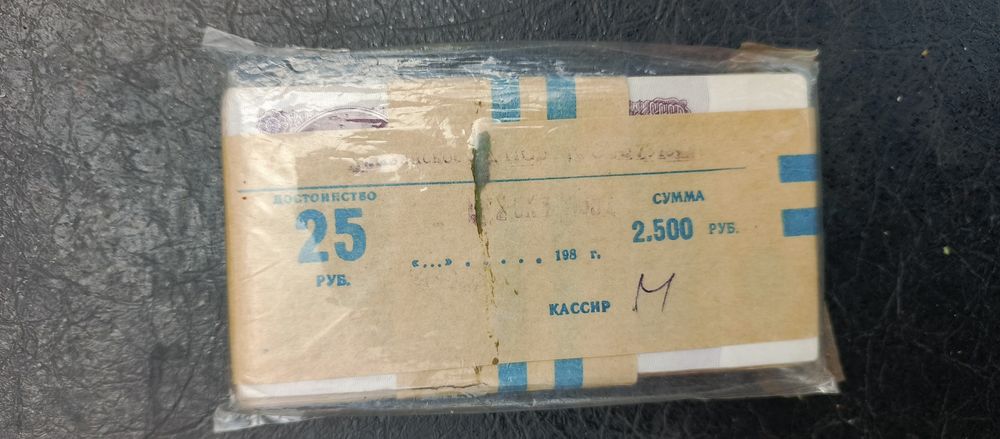 ДОСТОИНСТВО
25
РУБ.
СУММА
2.500 РУБ.
«...» . . . . . . 198 г.
КАССИР М